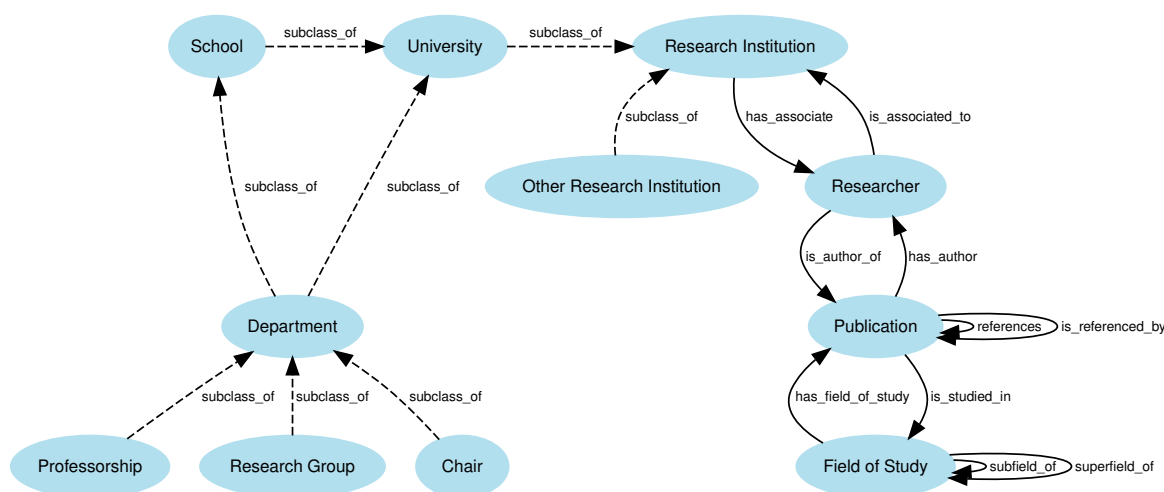 subclass_of
subclass_of
School
University
Research Institution
subclass_of
has_associate
is_associated_to
subclass_of
subclass_of
Other Research Institution
Researcher
is_author_of
has_author
Department
Publication
references
is_referenced_by
subclass_of
subclass_of
subclass_of
has_field_of_study
is_studied_in
Professorship
Research Group
Chair
Field of Study
subfield_of
superfield_of